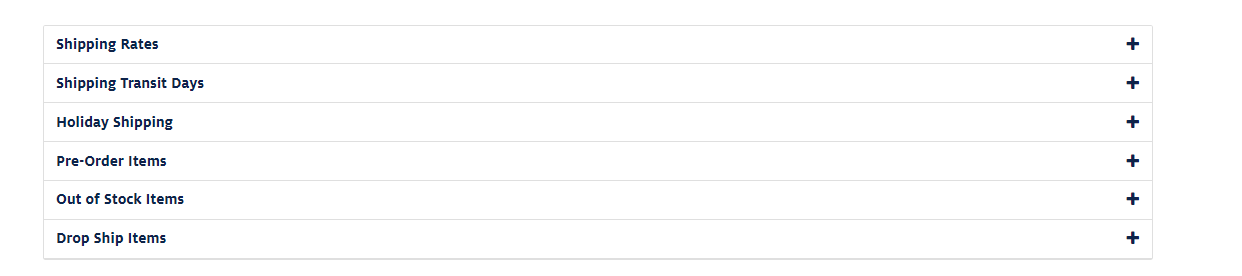 Shipping Rates
Shipping Transit Days
Holiday Shipping
Pre-Order Items
Out of Stock Items
Drop Ship Items